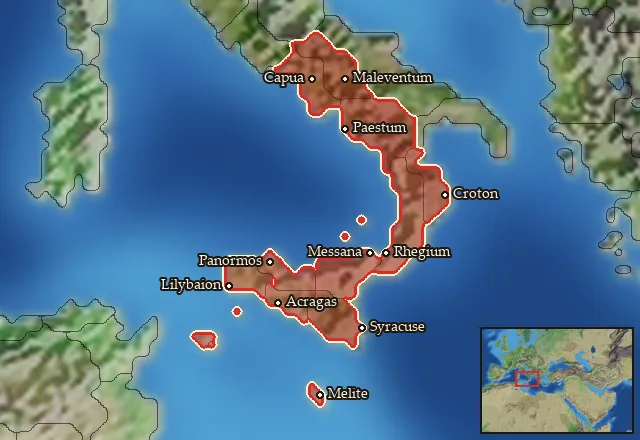 Capua
Maleventum
Paestum
Croton
Messana
Rhegium
Panormos
Lilybaion
Acragas
Syracuse
Melite